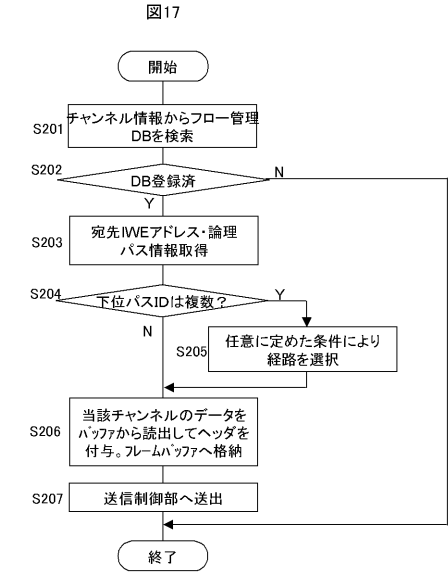 図17
開始
S201
チャンネル情報からフロー管理
DBを検索
S202
DB登録済
N
Y
S203
宛先IWEアドレス・論理
パス情報取得
S204
下位パスIDは複数？
Y
N
S205
任意に定めた条件により
経路を選択
S206
当該チャンネルのデータを
ﾊﾞｯﾌｧから読出してヘッダを
付与。ﾌﾚｰﾑﾊﾞｯﾌｧへ格納
S207
送信制御部へ送出
終了